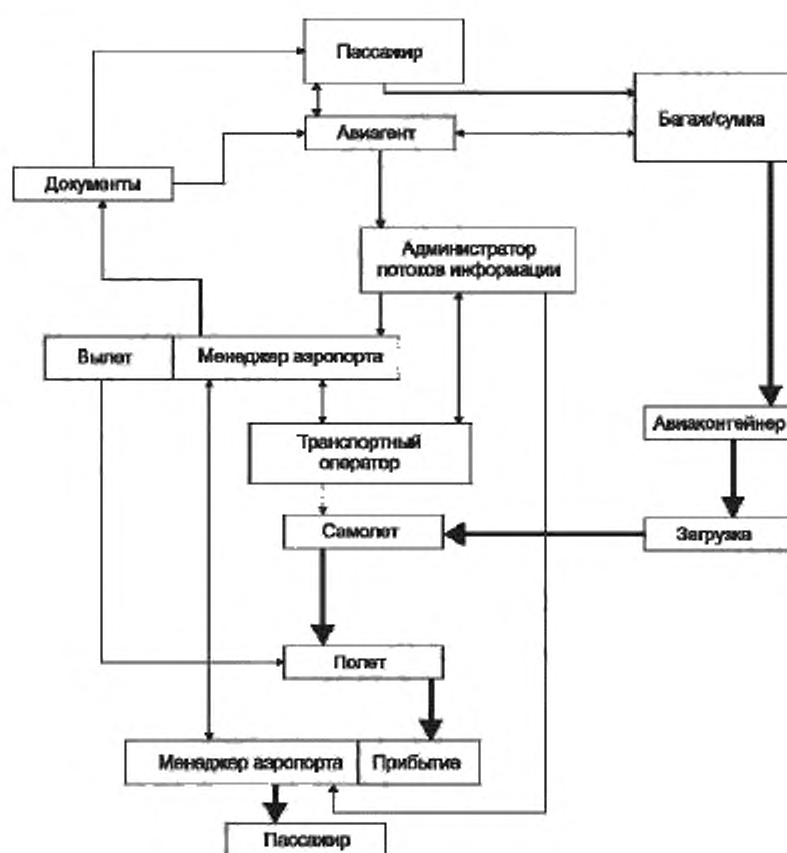 Пассажир
Багаж/сумка
Авиагент
Документы
Администратор
потоков информации
Вылет
Менеджер аэропорта
Авиаконтейнер
Транспортный
оператор
Самолет
Загрузка
Полет
Менеджер аэропорта
Прибытие
Пассажир